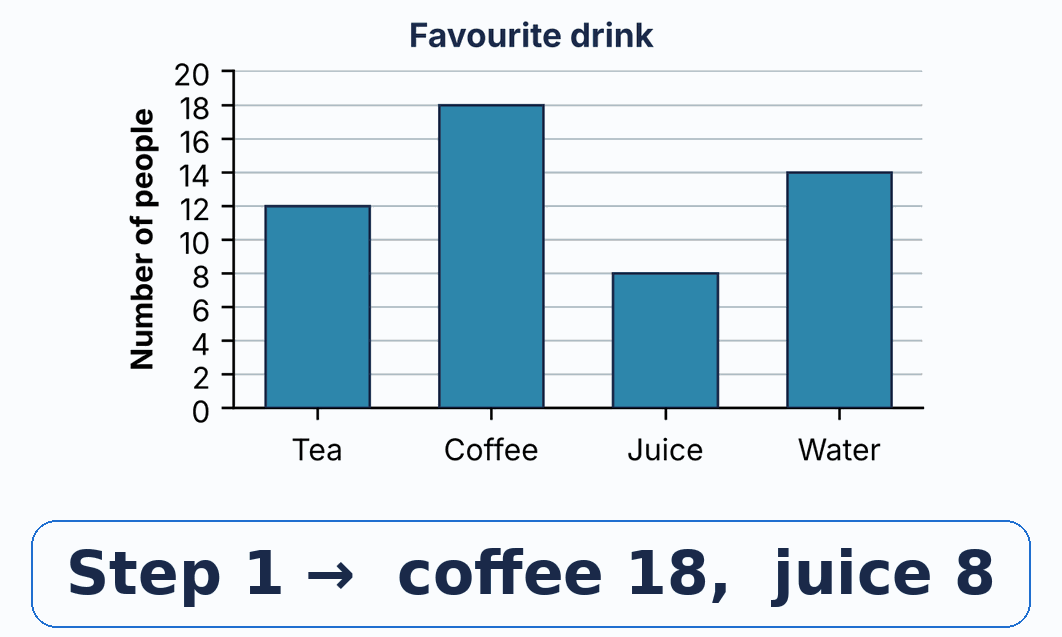 Favourite drink
Number of people
20
18
16
14
12
10
8
6
4
2
0
Tea Coffee Juice Water
Step 1 → coffee 18, juice 8